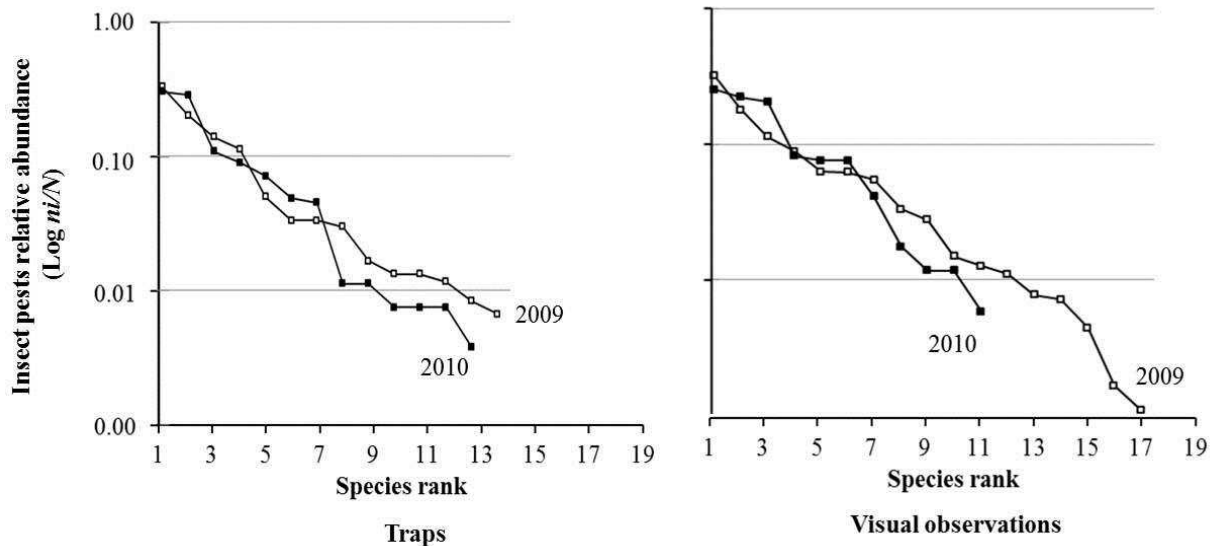 Insect pests relative abundance
(Log ni/N)
1.00
0.10
0.01
0.00
2009
2010
1 3 5 7 9 11 13 15 17 19
Species rank
Traps
2010
2009
1 3 5 7 9 11 13 15 17 19
Species rank
Visual observations